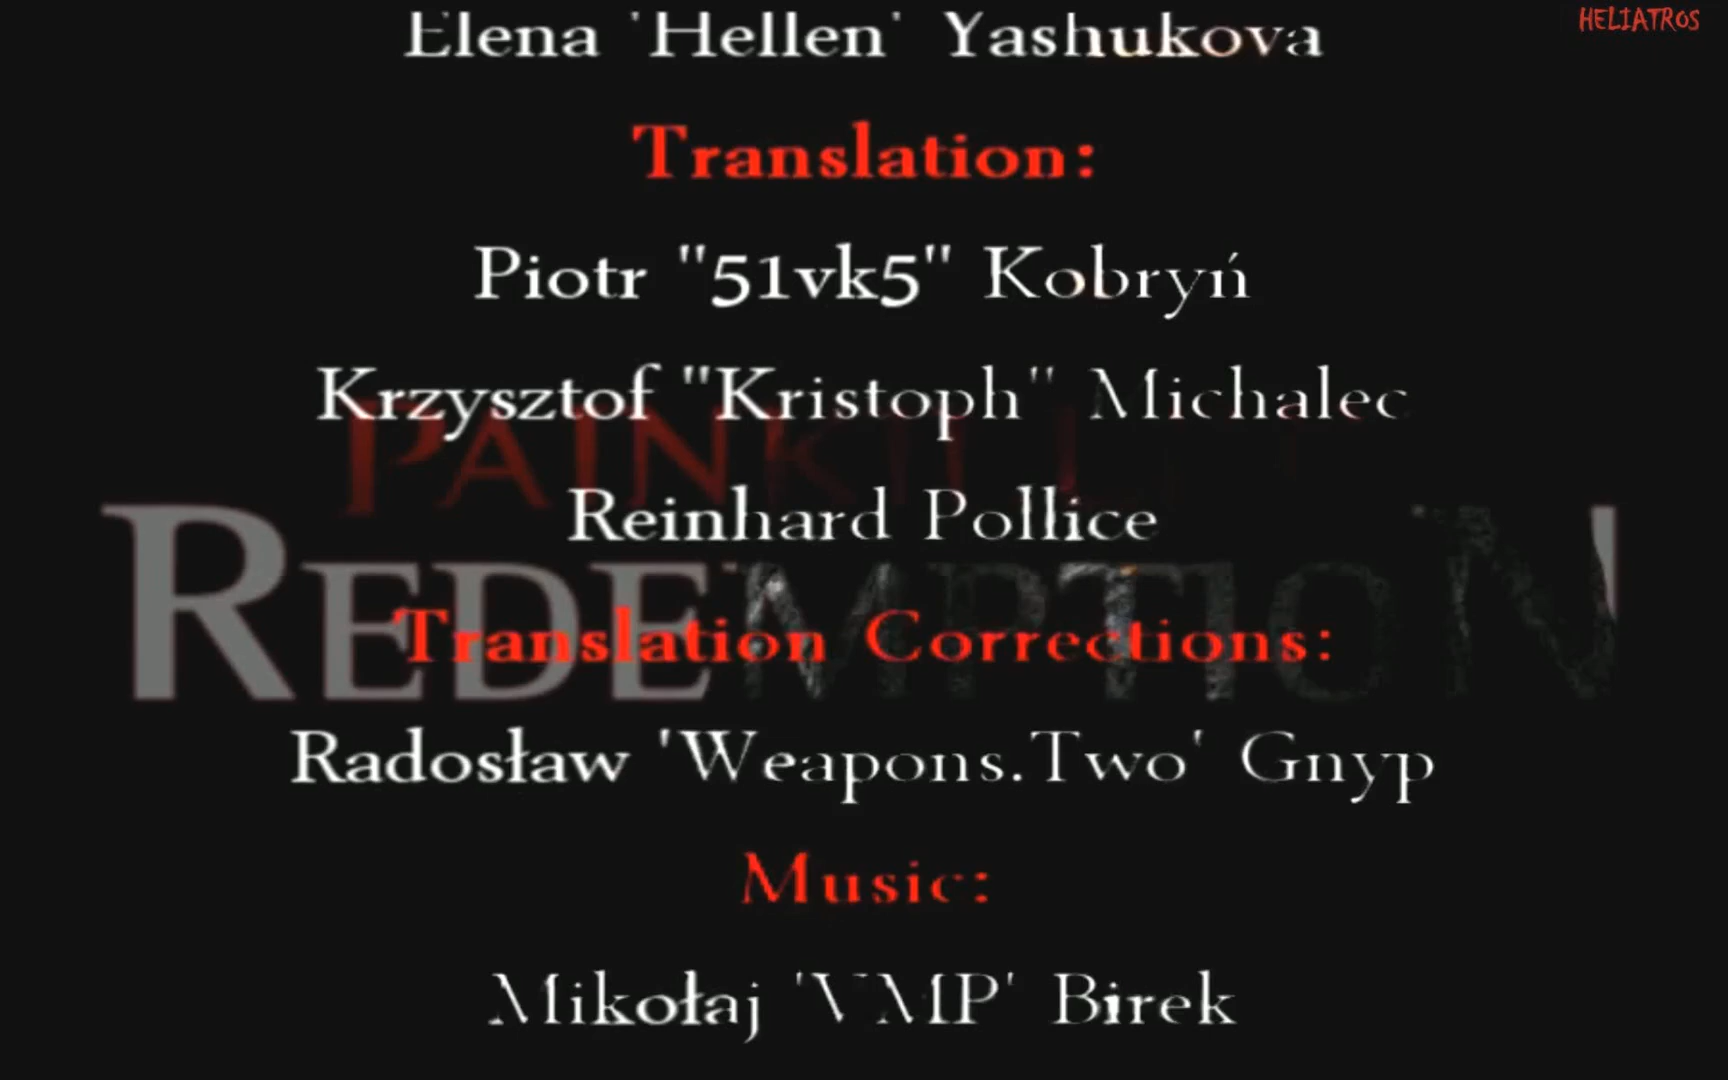 HELIATROS
Elena 'Hellen' Yashukova
Translation:
Piotr "51vk5" Kobryń
Krzysztof "Kristoph" Michalec
PAINKILLER
Reinhard Pollice
REDEMPTION
Translation Corrections:
Radosław 'Weapons.Two' Gnyp
Music:
Mikołaj 'VMP' Birek